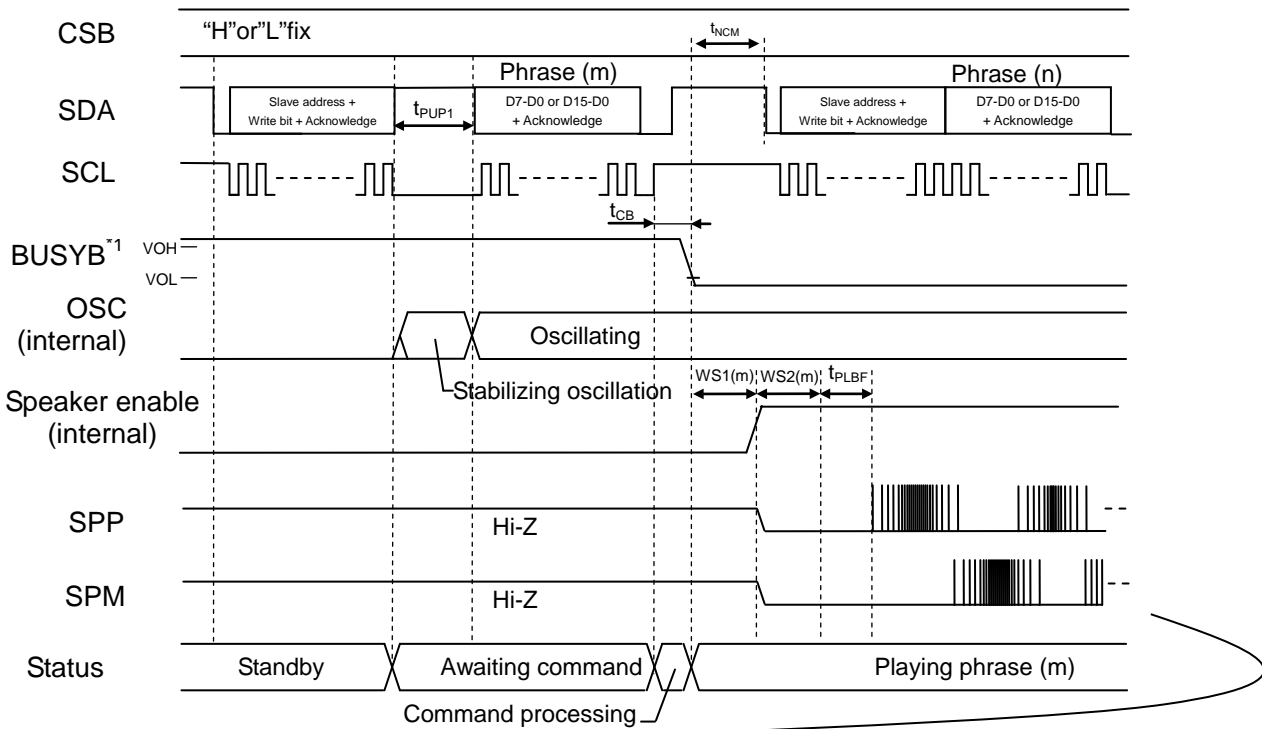 CSB
“H”or”L”fix
tNCM
Phrase (m)
Phrase (n)
SDA
Slave address +
Write bit + Acknowledge
tPUP1
D7-D0 or D15-D0
+ Acknowledge
Slave address +
Write bit + Acknowledge
D7-D0 or D15-D0
+ Acknowledge
SCL
tCB
BUSYB*1
VOH
VOL
OSC
(internal)
Oscillating
Stabilizing oscillation
WS1(m)
WS2(m)
tPLBF
Speaker enable
(internal)
SPP
Hi-Z
SPM
Hi-Z
Status
Standby
Awaiting command
Playing phrase (m)
Command processing